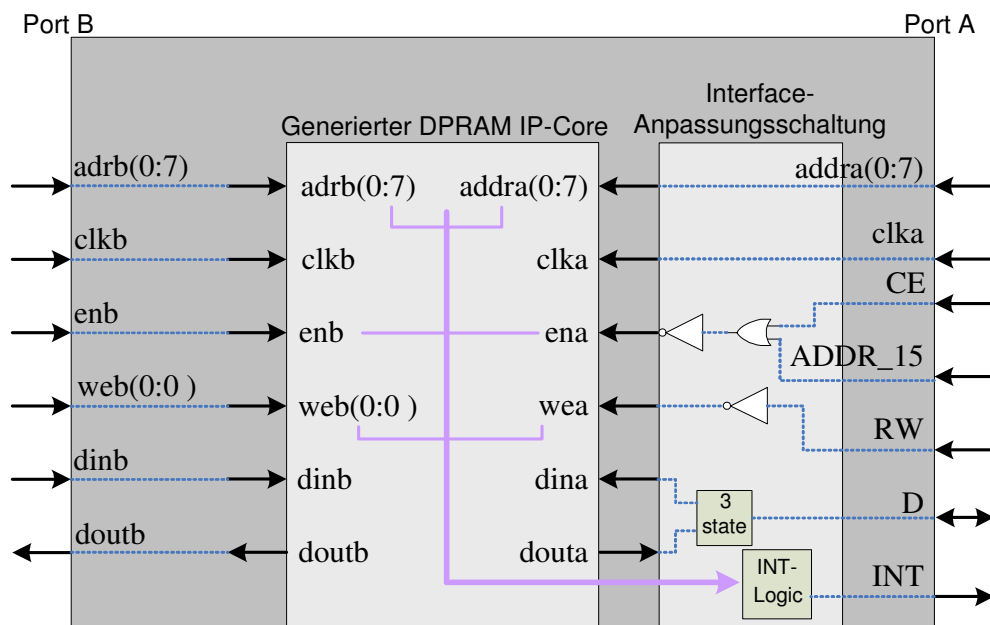 Port B
Port A
Interface-
Anpassungsschaltung
Generierter DPRAM IP-Core
adrb(0:7)
adrb(0:7)
addra(0:7)
addra(0:7)
clkb
clkb
clka
clka
CE
enb
enb
ena
ADDR_15
web(0:0 )
web(0:0 )
wea
RW
dinb
dinb
dina
3
state
D
doutb
doutb
douta
INT-
Logic
INT